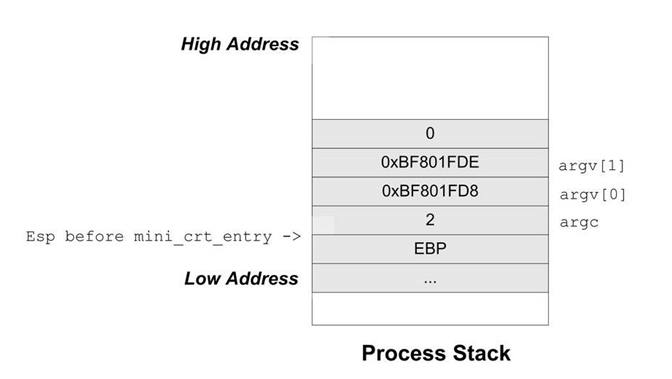 High Address
0
0xBF801FDE argv[1]
0xBF801FD8 argv[0]
2 argc
Esp before mini_crt_entry ->
EBP
Low Address ...
Process Stack